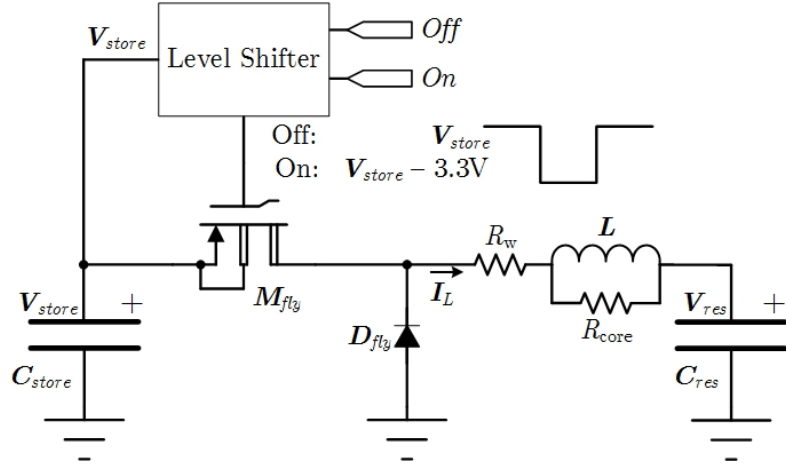 V_store
Level Shifter
Off
On
Off: V_store
On: V_store − 3.3V
M_fly
I_L
R_w
L
R_core
V_store +
C_store
D_fly
V_res +
C_res